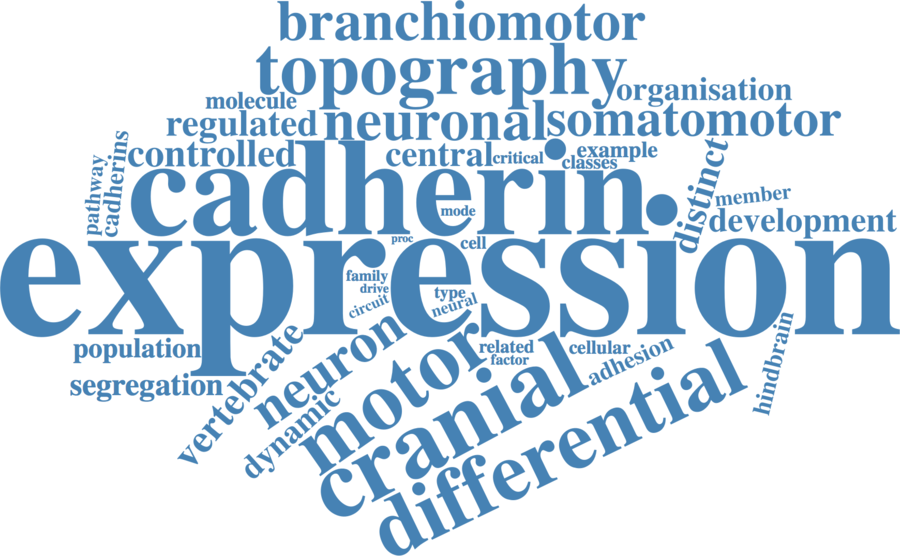 branchiomotor
topography
organisation
molecule
regulated
neuronal
somatomotor
controlled
central
critical
classes
example
pathway
cadherins
cadherin
distinct
member
development
mode
proc
cell
expression
family
drive
circuit
type
neural
population
segregation
vertebrate
neuron
dynamic
motor
related
factor
cellular
adhesion
hindbrain
cranial
differential